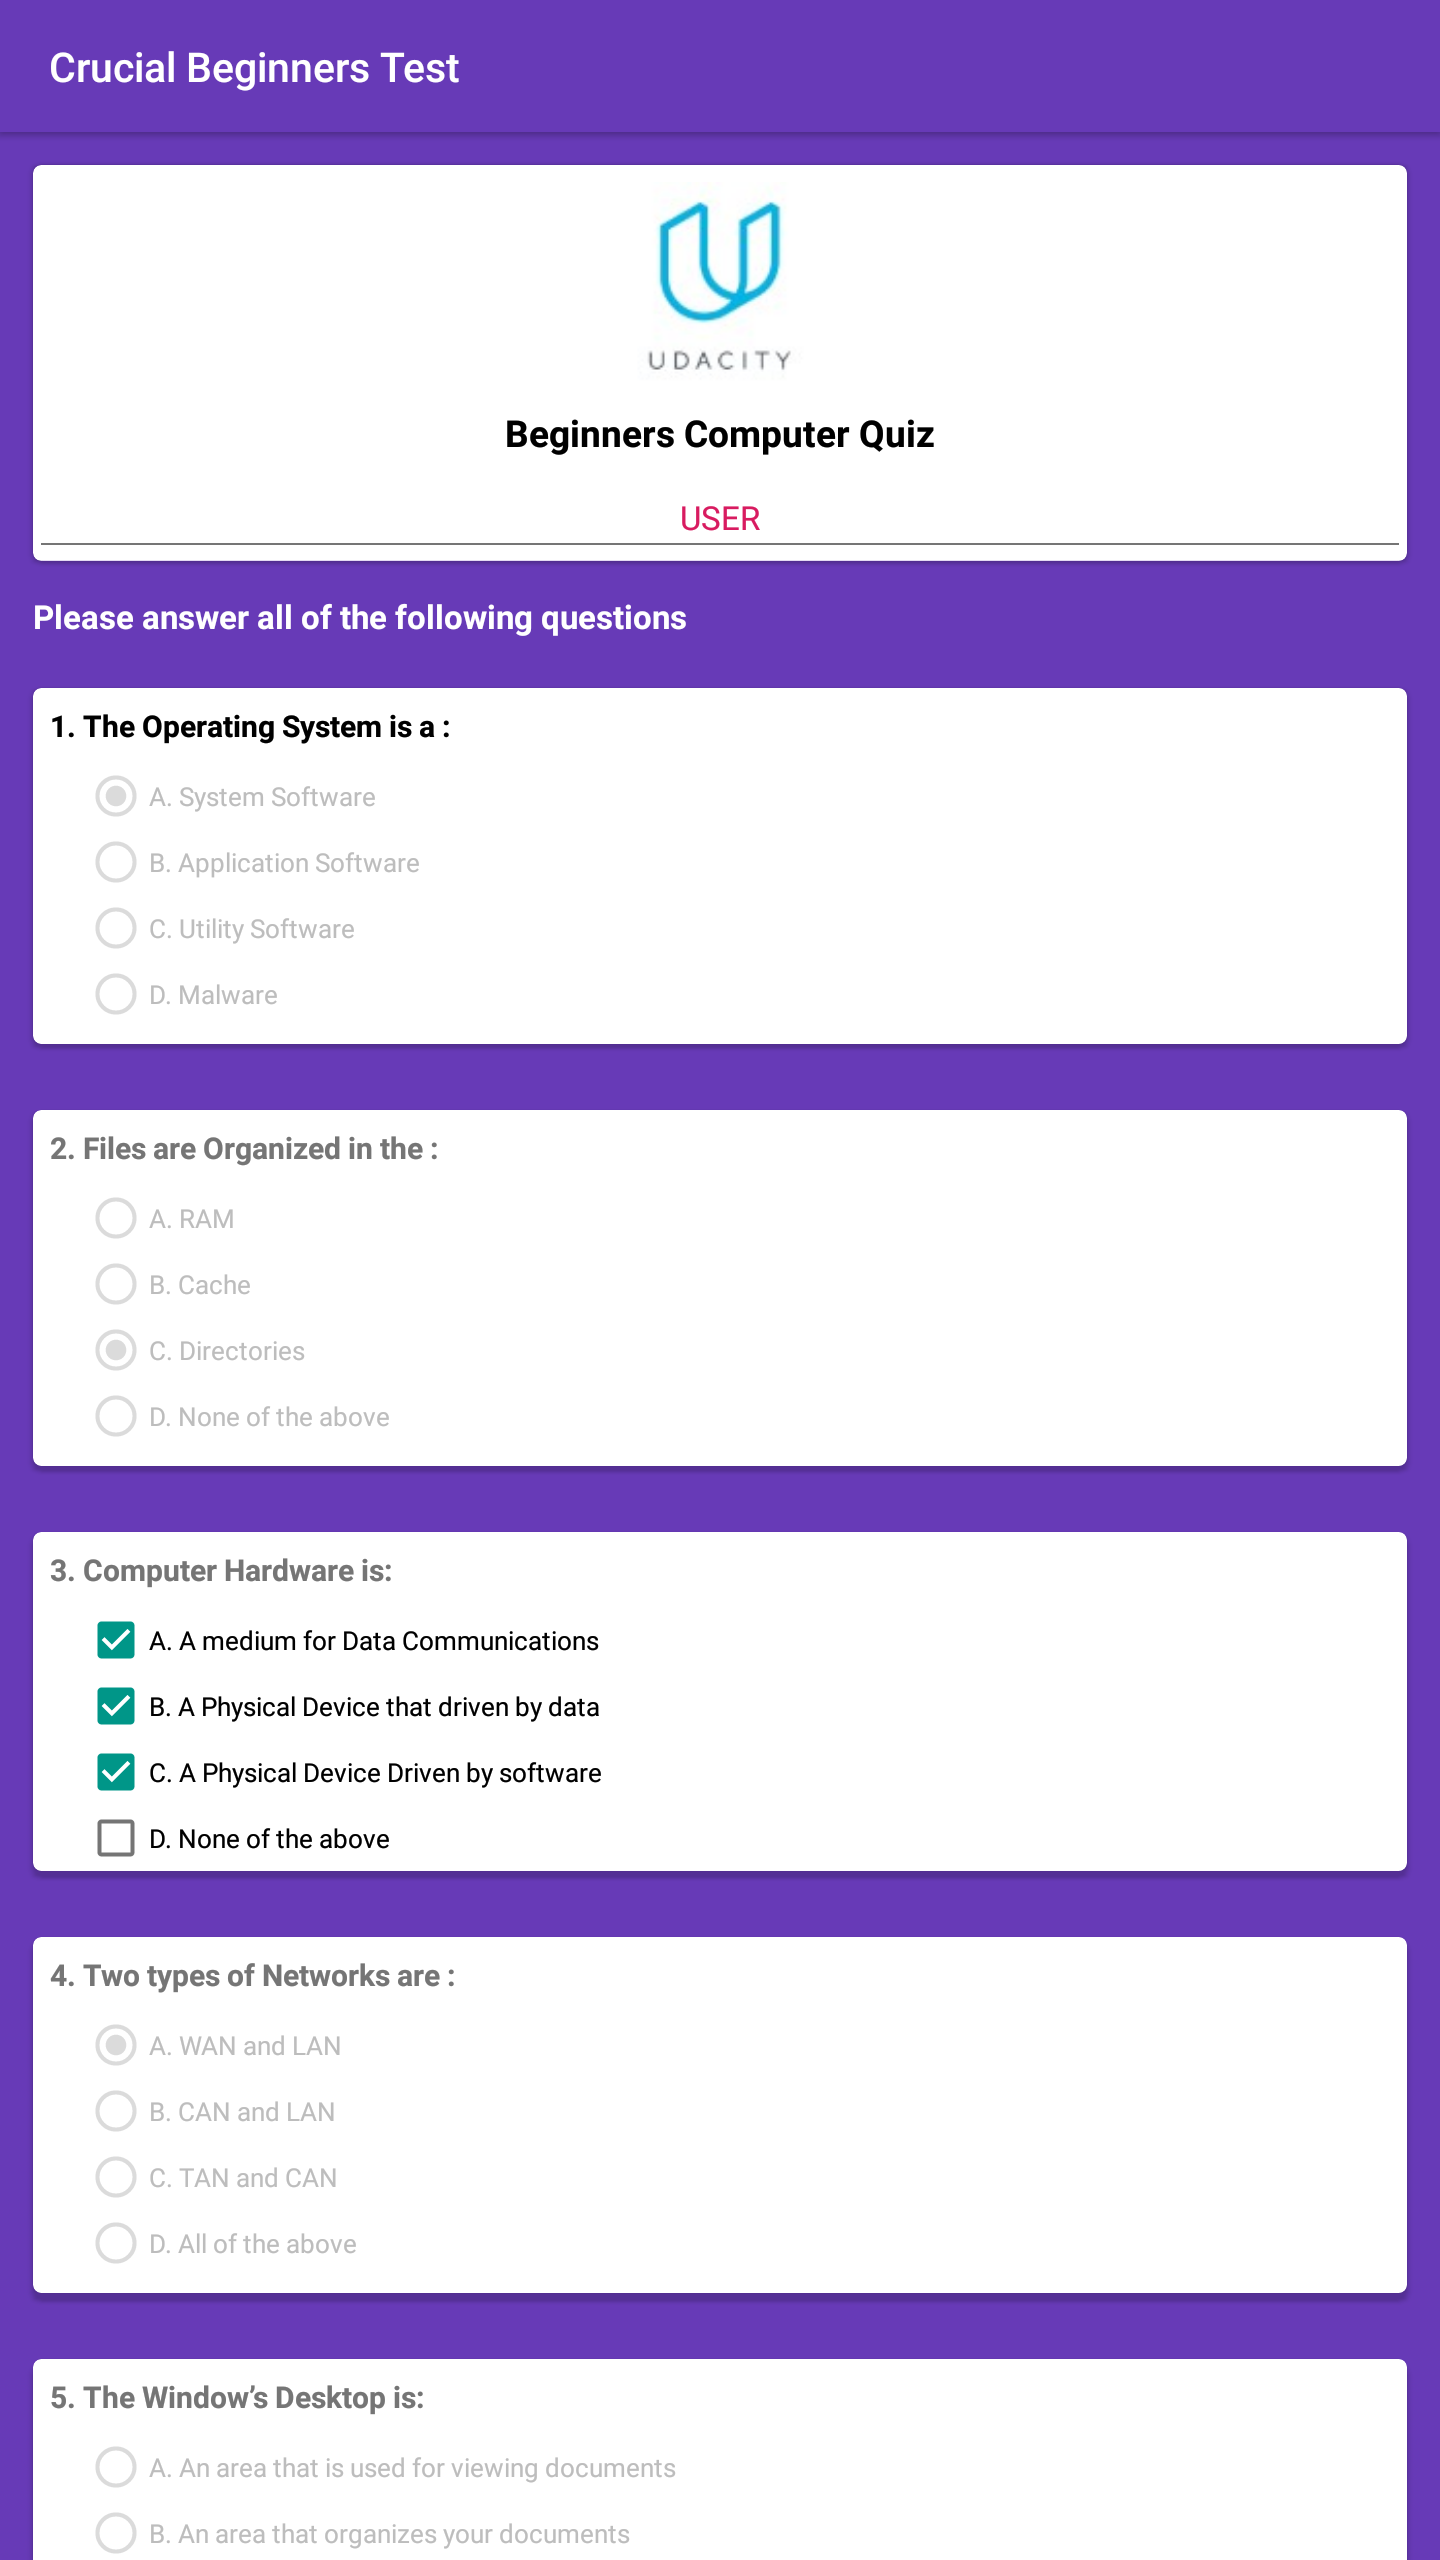 Crucial Beginners Test
UDACITY
Beginners Computer Quiz
USER
Please answer all of the following questions
1. The Operating System is a :
A. System Software
B. Application Software
C. Utility Software
D. Malware
2. Files are Organized in the :
A. RAM
B. Cache
C. Directories
D. None of the above
3. Computer Hardware is:
A. A medium for Data Communications
B. A Physical Device that driven by data
C. A Physical Device Driven by software
D. None of the above
4. Two types of Networks are :
A. WAN and LAN
B. CAN and LAN
C. TAN and CAN
D. All of the above
5. The Window’s Desktop is:
A. An area that is used for viewing documents
B. An area that organizes your documents